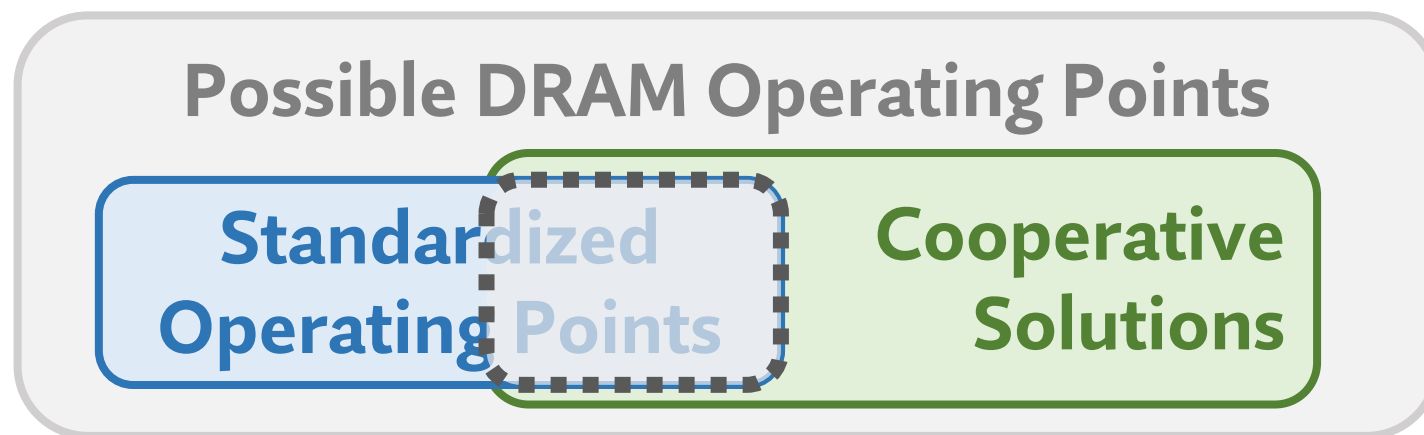 Possible DRAM Operating Points
Standardized
Operating Points
Cooperative
Solutions